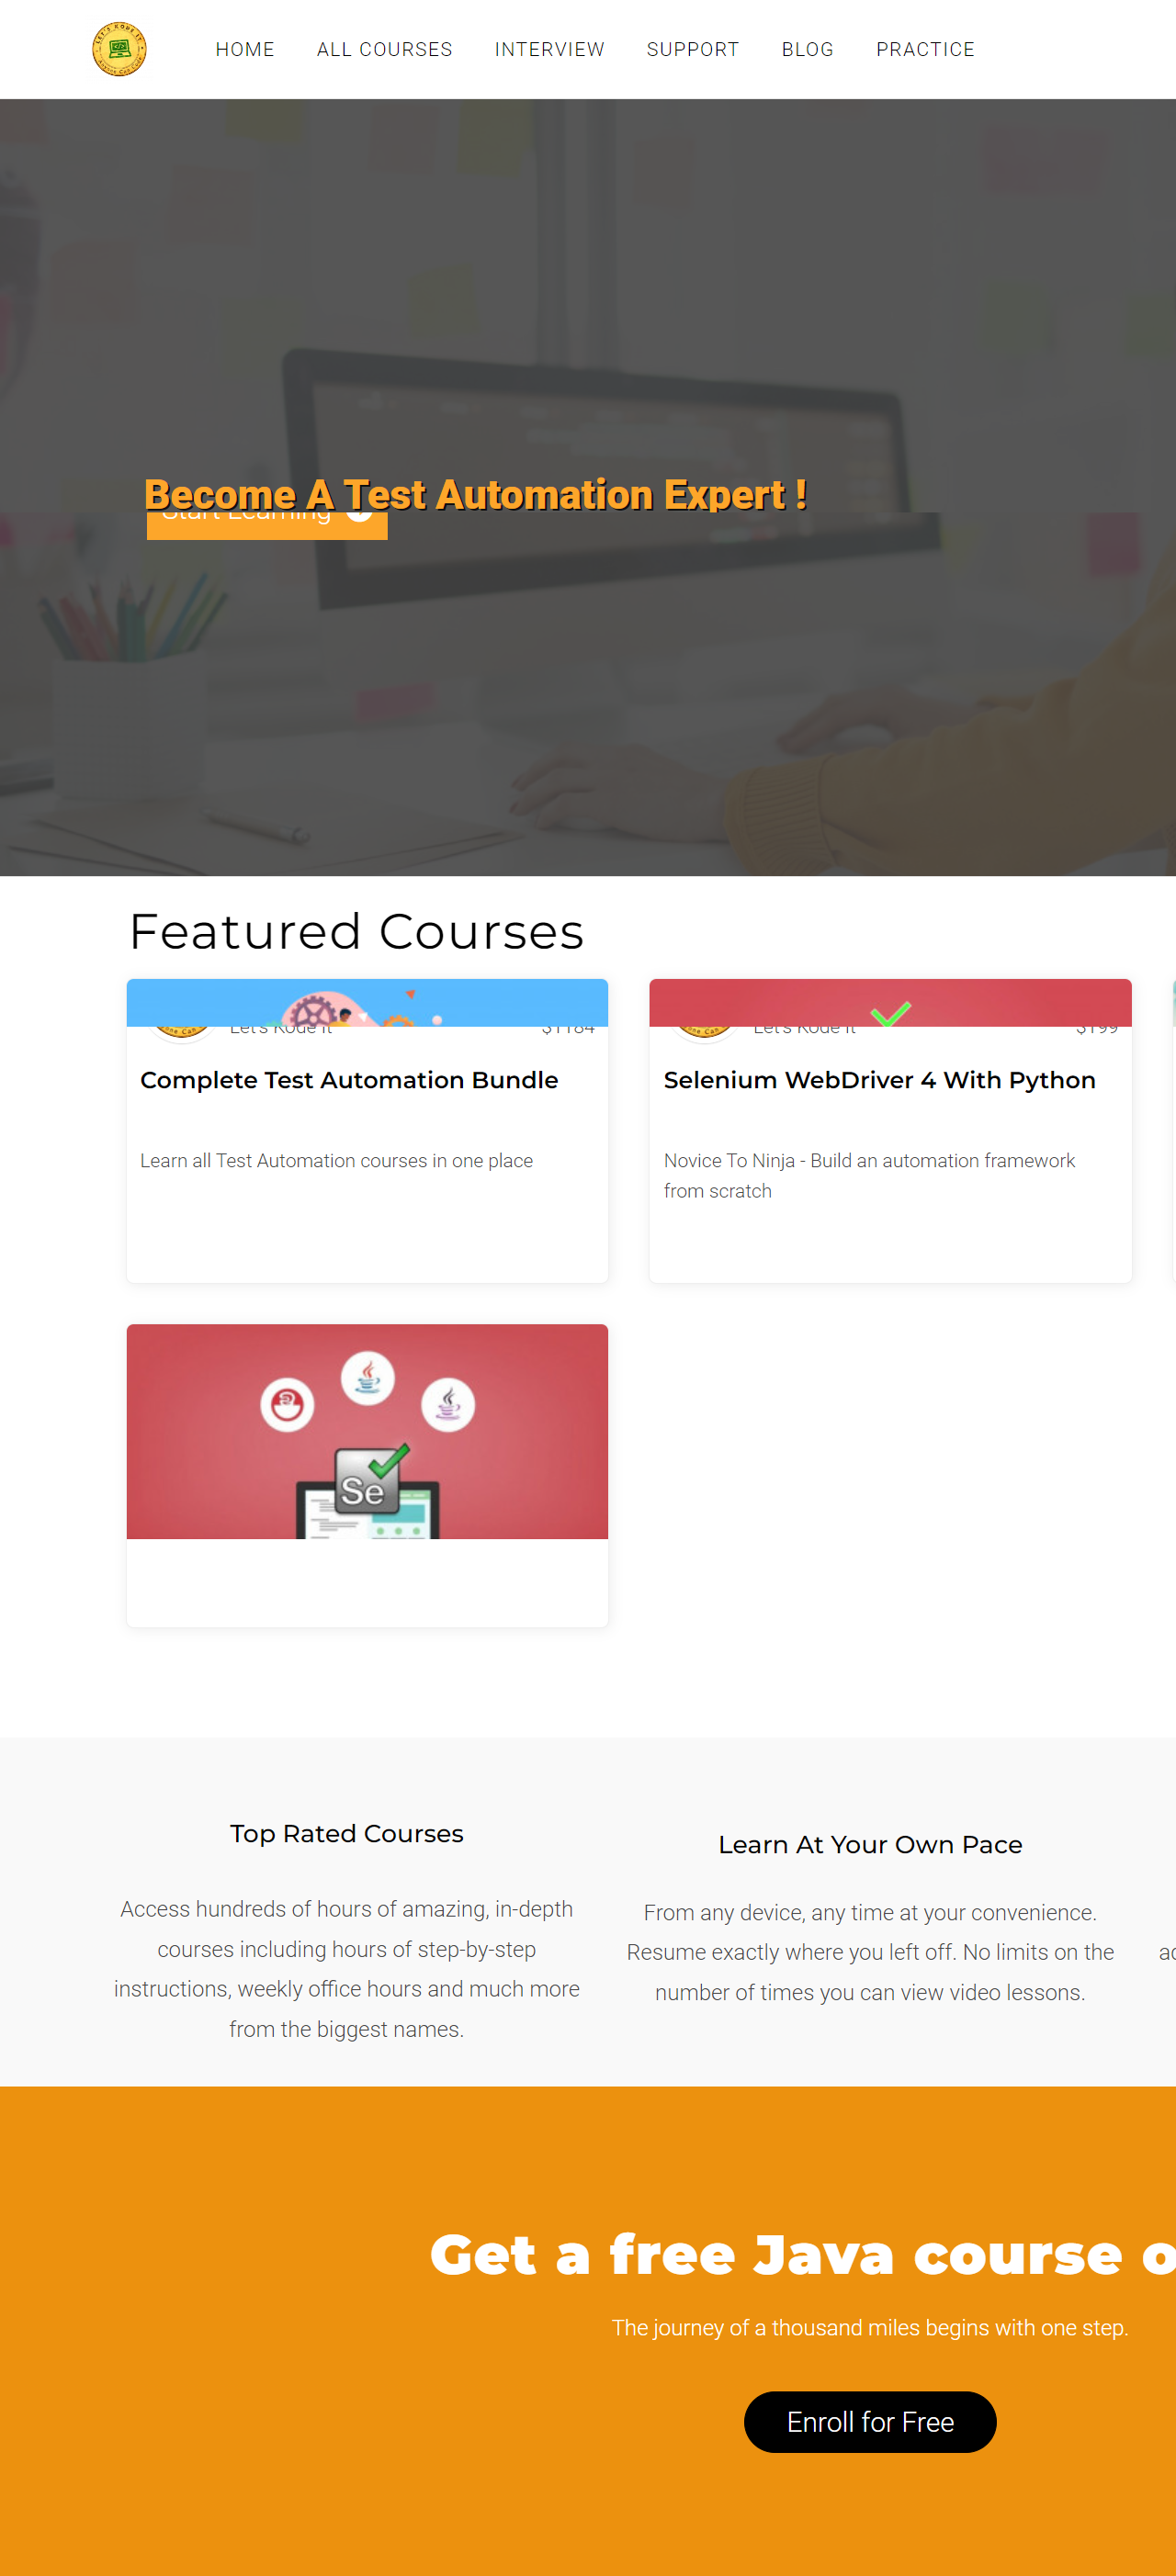 HOME ALL COURSES INTERVIEW SUPPORT BLOG PRACTICE
Become A Test Automation Expert !
Start Learning
Featured Courses
Let's Kode It $1184
Complete Test Automation Bundle
Learn all Test Automation courses in one place
Let's Kode It $199
Selenium WebDriver 4 With Python
Novice To Ninja - Build an automation framework
from scratch
Se
Top Rated Courses
Access hundreds of hours of amazing, in-depth
courses including hours of step-by-step
instructions, weekly office hours and much more
from the biggest names.
Learn At Your Own Pace
From any device, any time at your convenience.
Resume exactly where you left off. No limits on the
number of times you can view video lessons.
Get a free Java course
The journey of a thousand miles begins with one step.
Enroll for Free